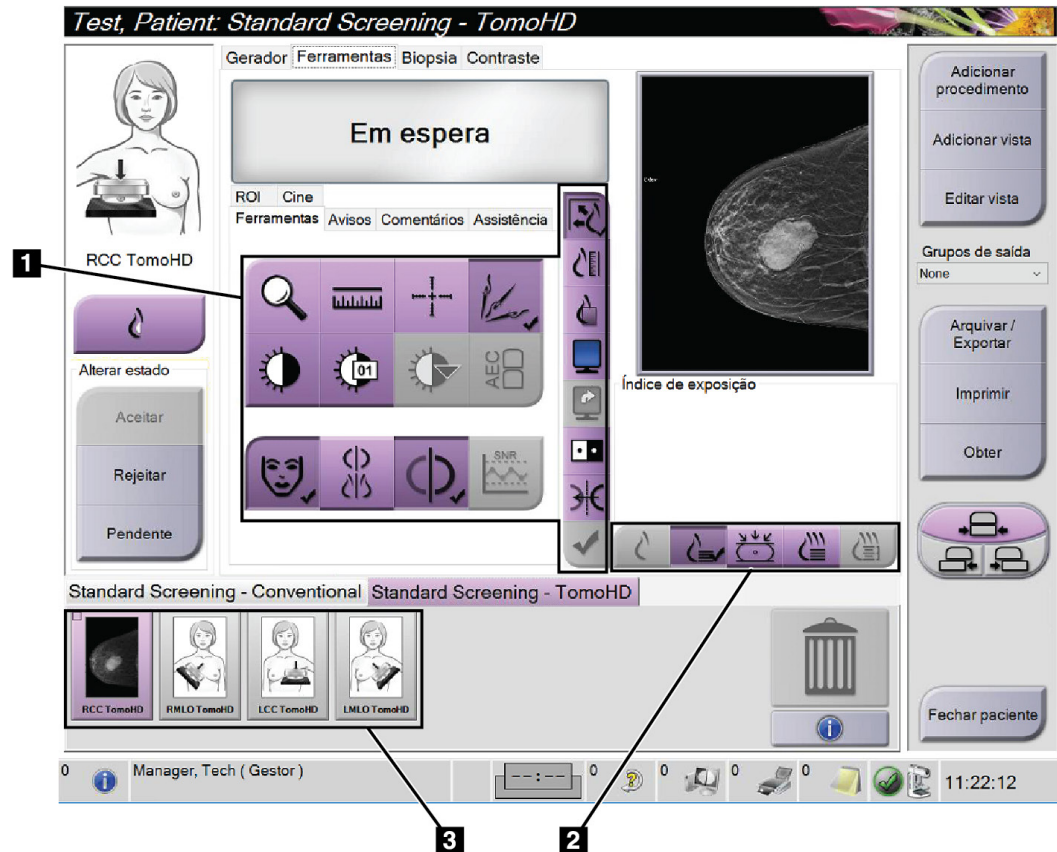 Test, Patient: Standard Screening - TomoHD
Gerador Ferramentas Biopsia Contraste
Em espera
ROI Cine
Ferramentas Avisos Comentários Assistência
RCC TomoHD
1
Alterar estado
Aceitar
Rejeitar
Pendente
01
AEC
SNR
Índice de exposição
Adicionar
procedimento
Adicionar vista
Editar vista
Grupos de saída
None
Arquivar /
Exportar
Imprimir
Obter
Fechar paciente
Standard Screening - Conventional Standard Screening - TomoHD
RCC TomoHD RMLO TomoHD LCC TomoHD LMLO TomoHD
0 Manager, Tech ( Gestor ) --:-- 0 0 0 0 11:22:12
3 2